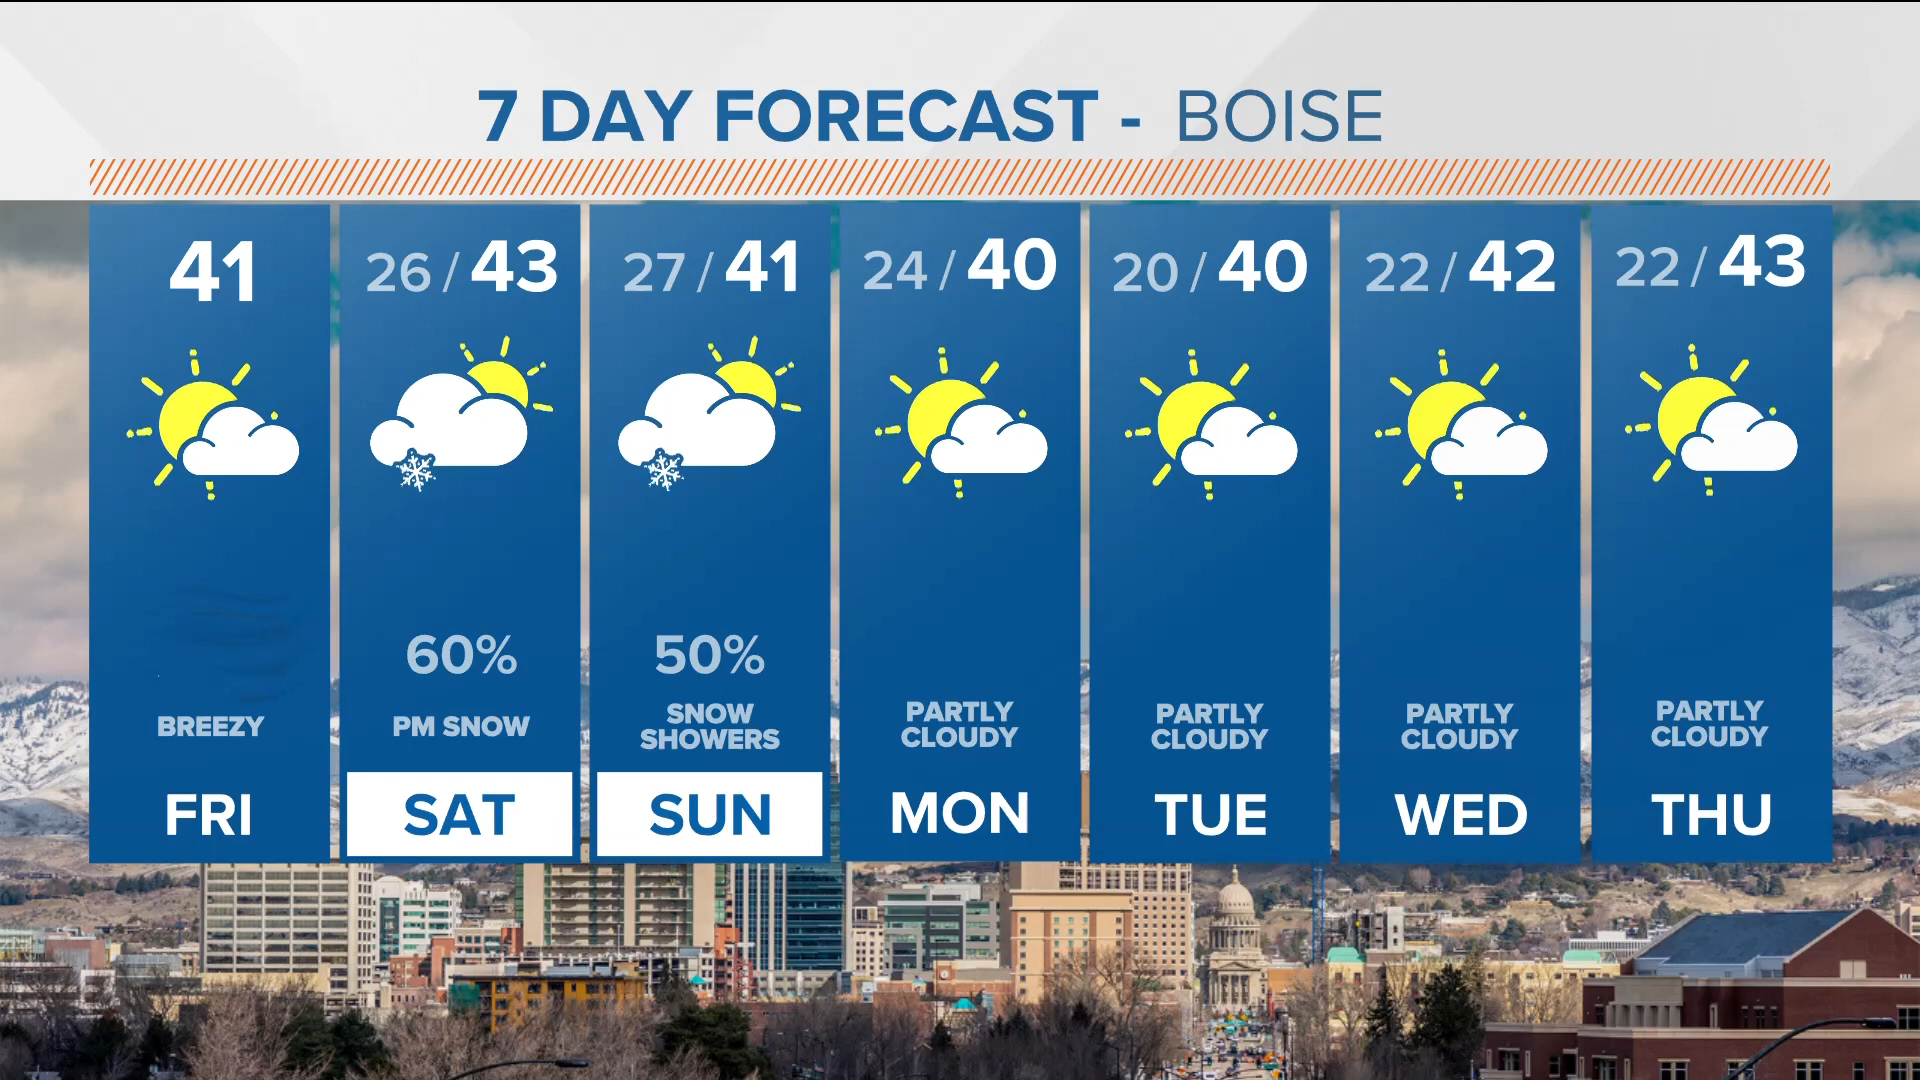 7 DAY FORECAST - BOISE
41
BREEZY
FRI
26 / 43
60%
PM SNOW
SAT
27 / 41
50%
SNOW
SHOWERS
SUN
24 / 40
PARTLY
CLOUDY
MON
20 / 40
PARTLY
CLOUDY
TUE
22 / 42
PARTLY
CLOUDY
WED
22 / 43
PARTLY
CLOUDY
THU